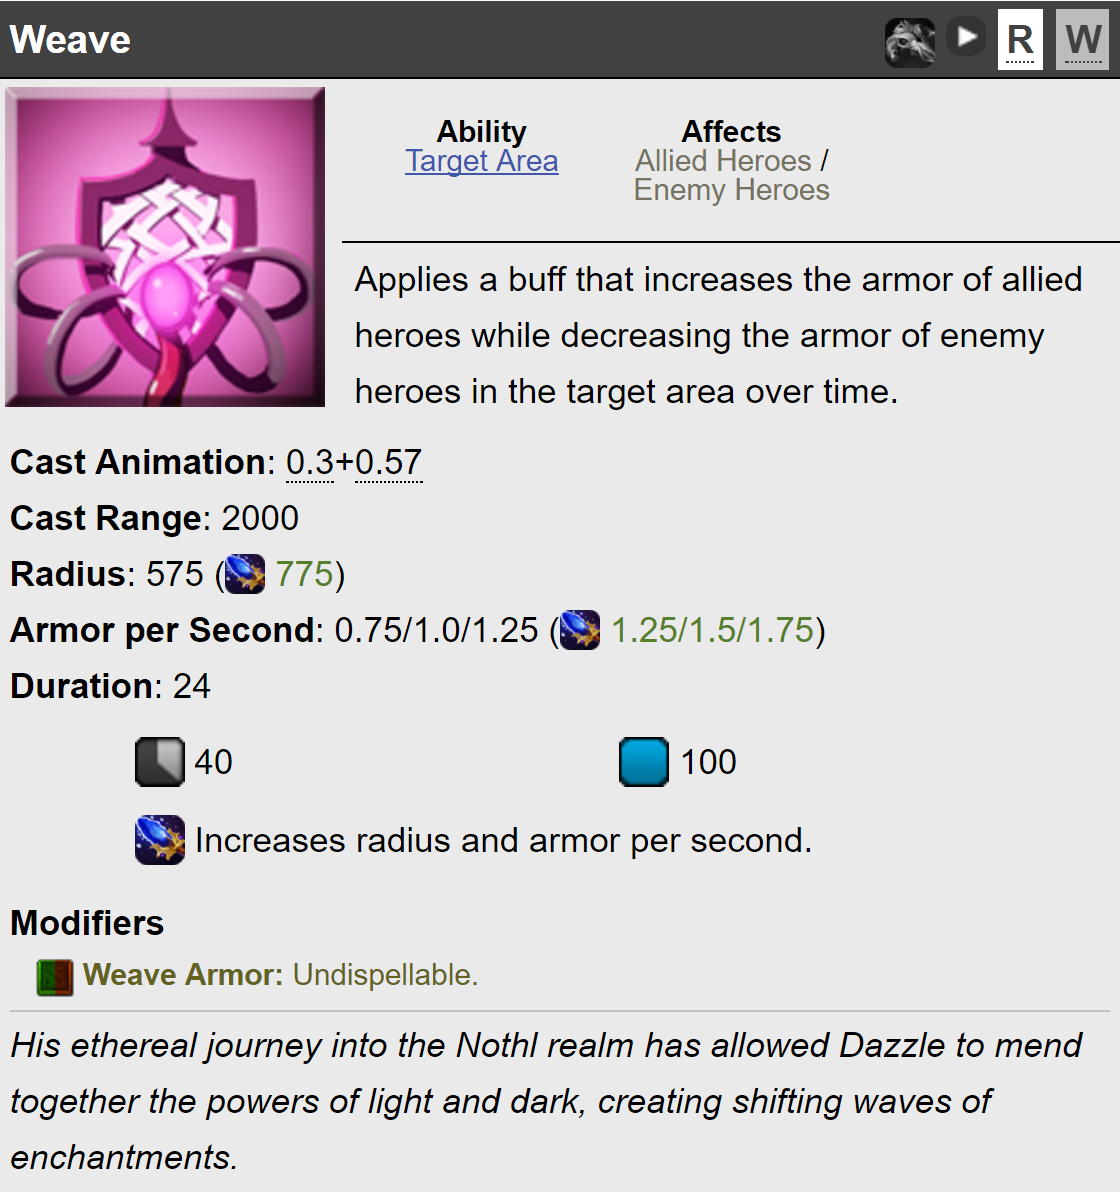 Weave R W
Ability Affects
Target Area Allied Heroes /
Enemy Heroes
Applies a buff that increases the armor of allied
heroes while decreasing the armor of enemy
heroes in the target area over time.
Cast Animation: 0.3+0.57
Cast Range: 2000
Radius: 575 ( 775)
Armor per Second: 0.75/1.0/1.25 ( 1.25/1.5/1.75)
Duration: 24
40 100
Increases radius and armor per second.
Modifiers
Weave Armor: Undispellable.
His ethereal journey into the Nothl realm has allowed Dazzle to mend
together the powers of light and dark, creating shifting waves of
enchantments.